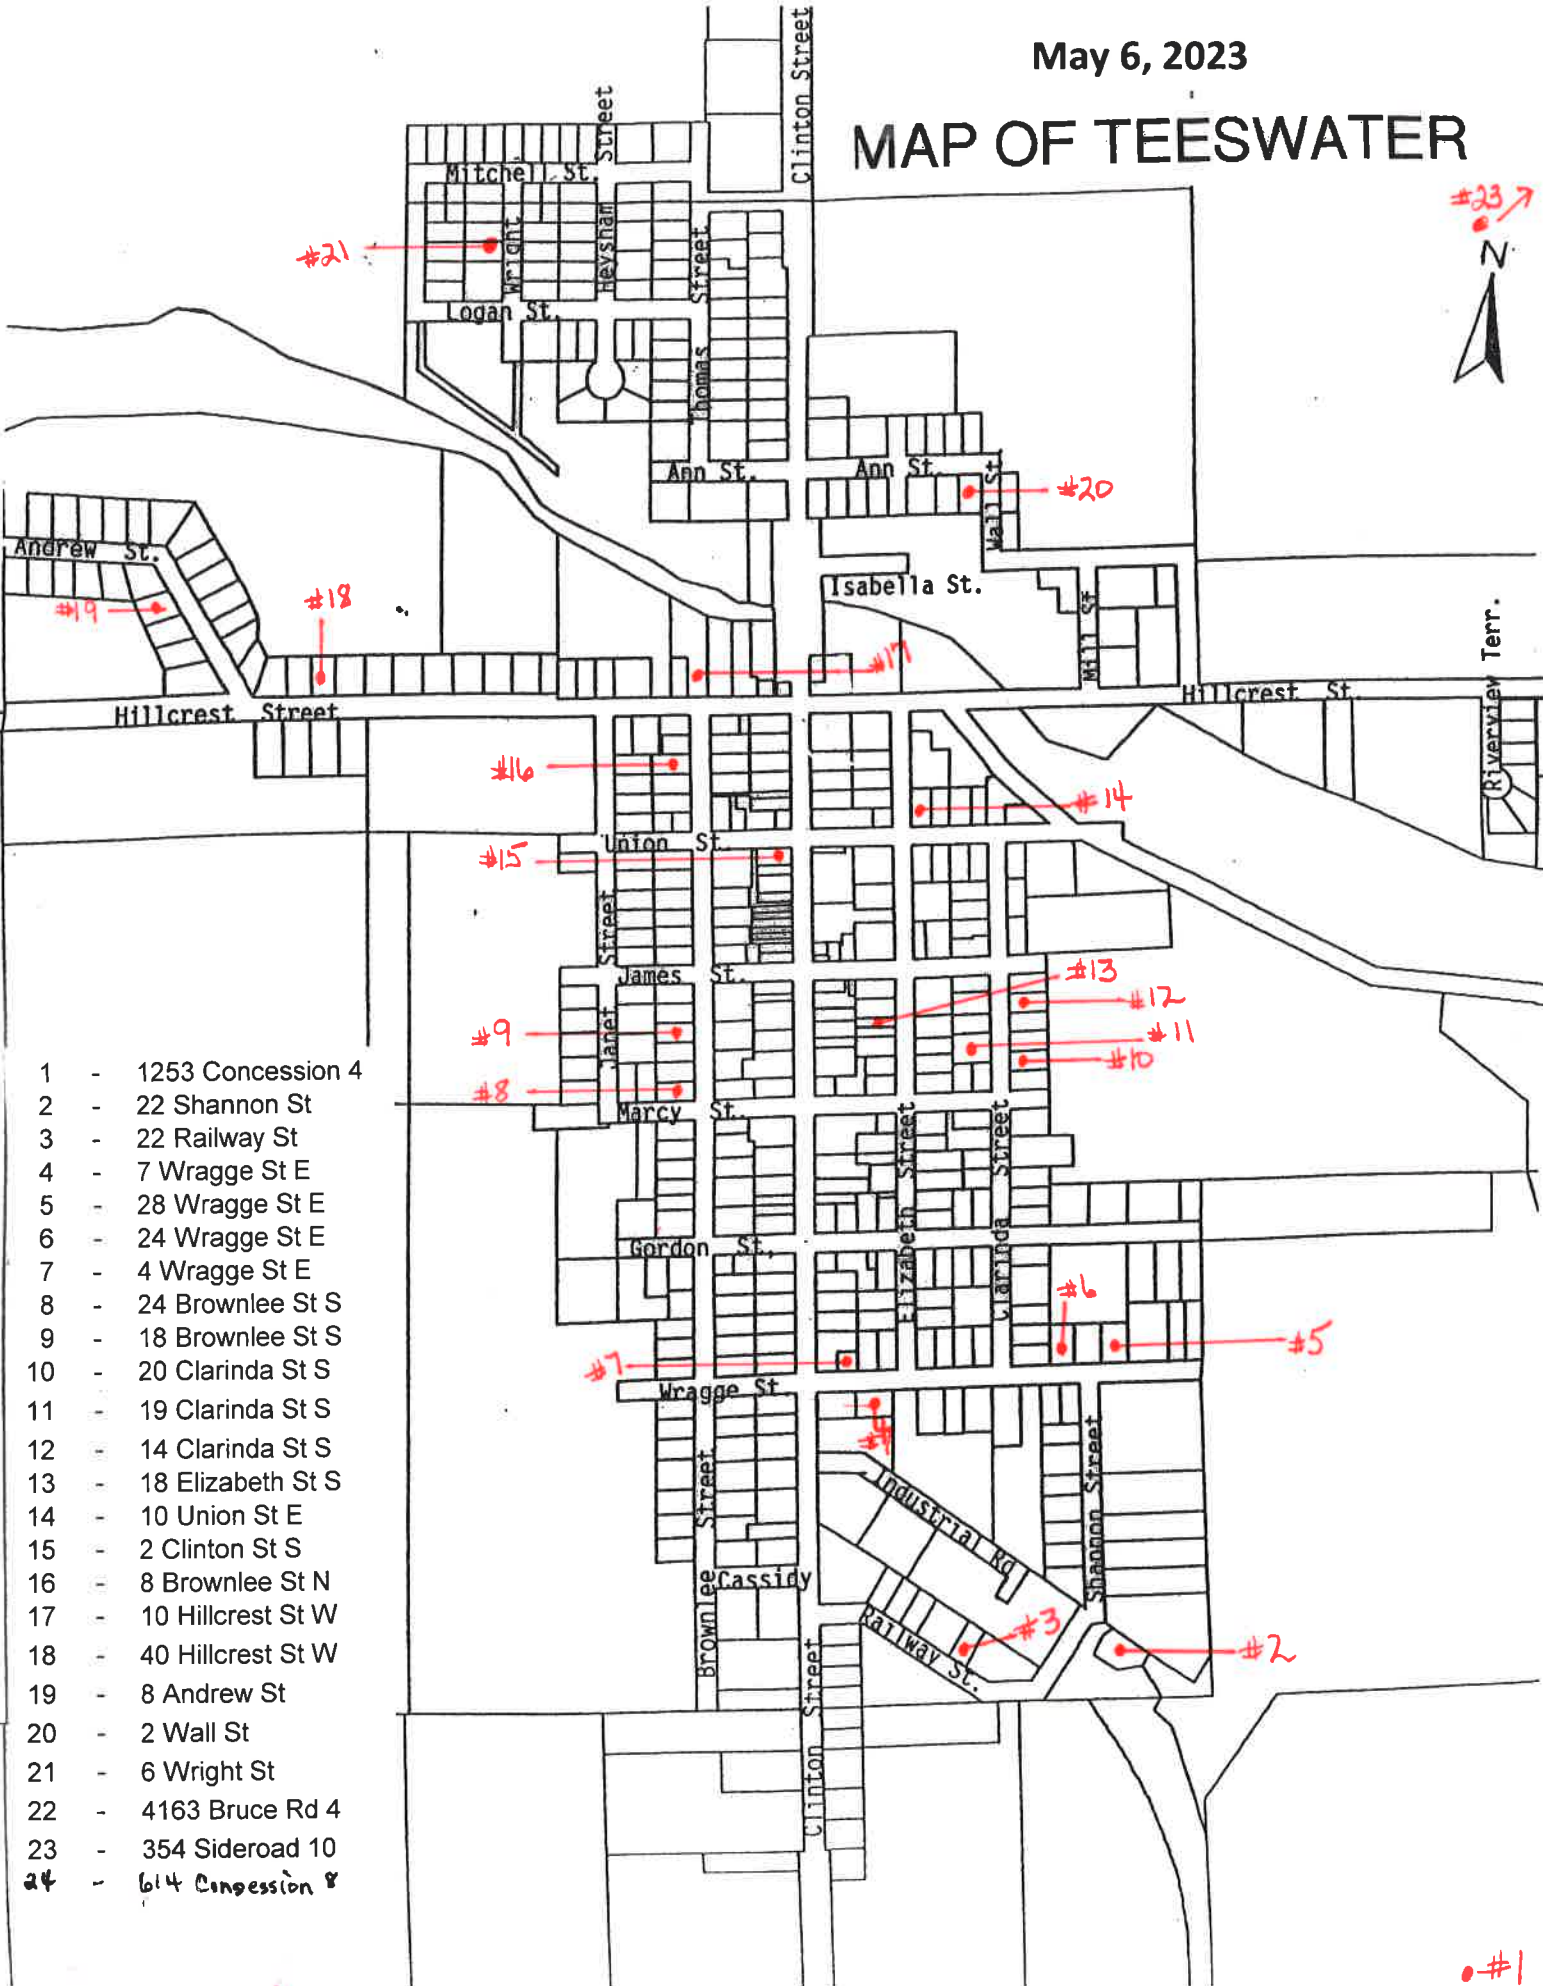 May 6, 2023
MAP OF TEESWATER
Clinton Street
#23
N
Mitchell St.
Street
Heysham
Wright
#21
Logan St.
Street
Thomas
Ann St.
Ann St.
#20
Wall St
Andrew St.
#19
#18
Isabella St.
Mill St
#17
Riverview Terr.
Hillcrest Street
Hillcrest St.
#16
#14
Union St.
#15
Street
Janet
James St.
#13
#12
#11
#10
#9
#8
Marcy St.
Elizabeth Street
Clarinda Street
Gordon St.
#6
#5
#7
Wragge St.
#4
Industrial Rd
Shannon Street
Brownlee Street
Cassidy
Railway St.
#3
#2
Clinton Street
1 - 1253 Concession 4
2 - 22 Shannon St
3 - 22 Railway St
4 - 7 Wragge St E
5 - 28 Wragge St E
6 - 24 Wragge St E
7 - 4 Wragge St E
8 - 24 Brownlee St S
9 - 18 Brownlee St S
10 - 20 Clarinda St S
11 - 19 Clarinda St S
12 - 14 Clarinda St S
13 - 18 Elizabeth St S
14 - 10 Union St E
15 - 2 Clinton St S
16 - 8 Brownlee St N
17 - 10 Hillcrest St W
18 - 40 Hillcrest St W
19 - 8 Andrew St
20 - 2 Wall St
21 - 6 Wright St
22 - 4163 Bruce Rd 4
23 - 354 Sideroad 10
24 - 614 Concession 8
#1